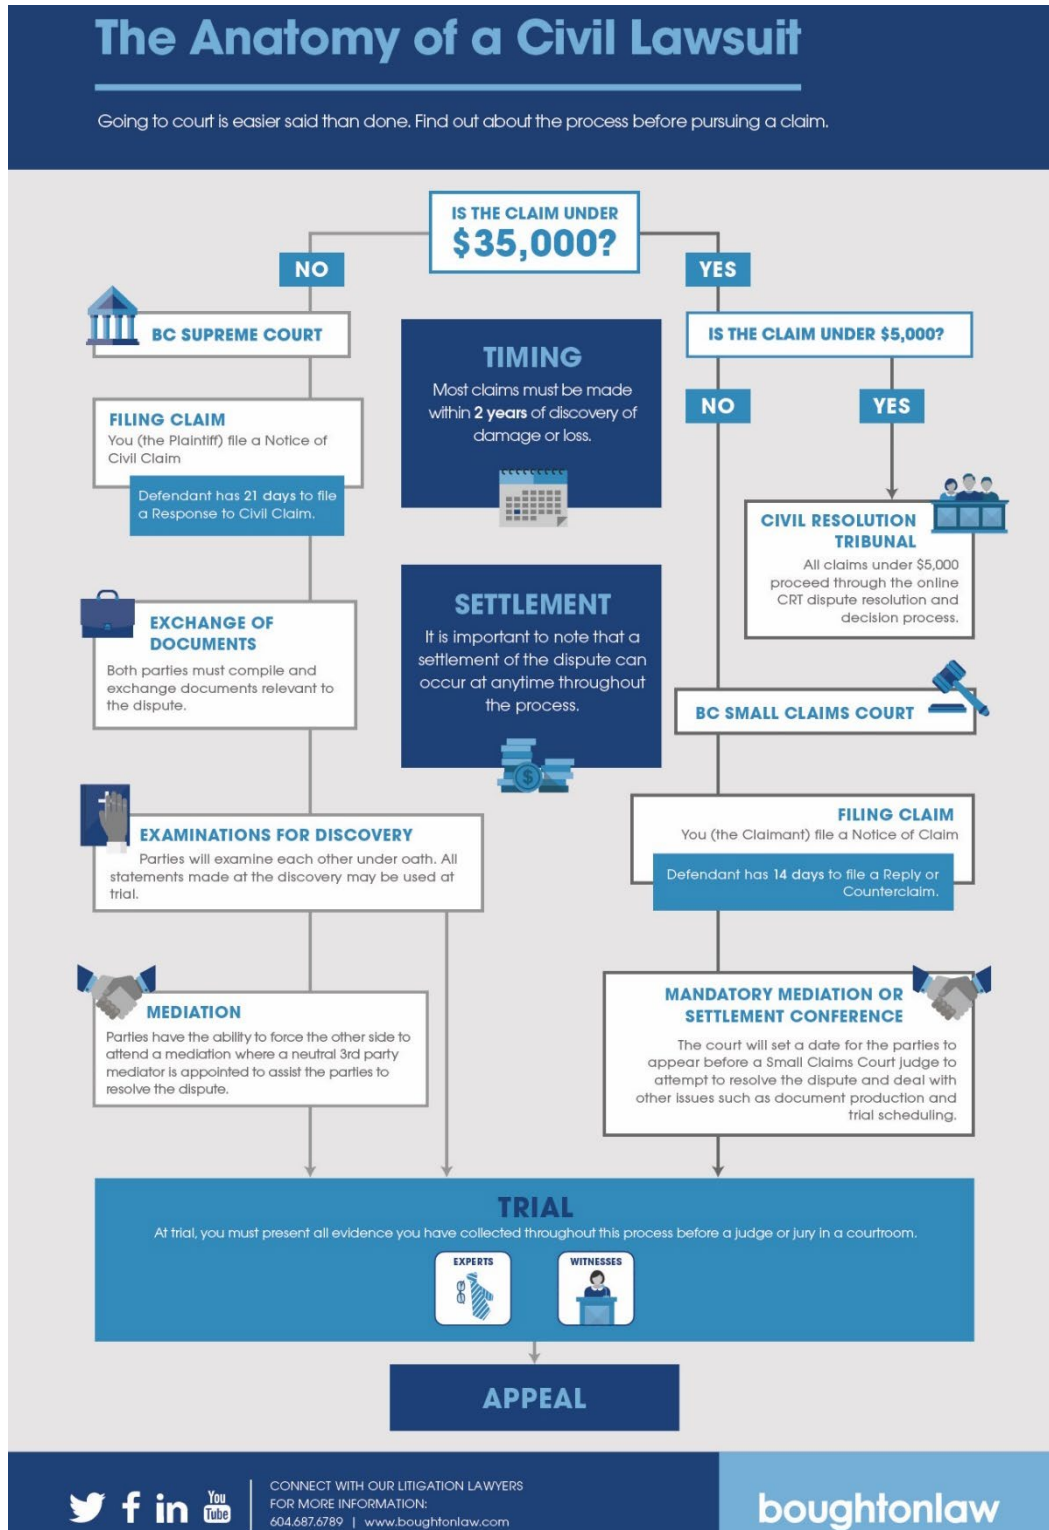 The Anatomy of a Civil Lawsuit
Going to court is easier said than done. Find out about the process before pursuing a claim.
IS THE CLAIM UNDER
$35,000?
NO
YES
BC SUPREME COURT
FILING CLAIM
You (the Plaintiff) file a Notice of
Civil Claim
Defendant has 21 days to file
a Response to Civil Claim.
EXCHANGE OF
DOCUMENTS
Both parties must compile and
exchange documents relevant to
the dispute.
EXAMINATIONS FOR DISCOVERY
Parties will examine each other under oath. All
statements made at the discovery may be used at
trial.
MEDIATION
Parties have the ability to force the other side to
attend a mediation where a neutral 3rd party
mediator is appointed to assist the parties to
resolve the dispute.
TIMING
Most claims must be made
within 2 years of discovery of
damage or loss.
SETTLEMENT
It is important to note that a
settlement of the dispute can
occur at anytime throughout
the process.
$
IS THE CLAIM UNDER $5,000?
NO
YES
CIVIL RESOLUTION
TRIBUNAL
All claims under $5,000
proceed through the online
CRT dispute resolution and
decision process.
BC SMALL CLAIMS COURT
FILING CLAIM
You (the Claimant) file a Notice of Claim
Defendant has 14 days to file a Reply or
Counterclaim.
MANDATORY MEDIATION OR
SETTLEMENT CONFERENCE
The court will set a date for the parties to
appear before a Small Claims Court judge to
attempt to resolve the dispute and deal with
other issues such as document production and
trial scheduling.
TRIAL
At trial, you must present all evidence you have collected throughout this process before a judge or jury in a courtroom.
EXPERTS
WITNESSES
APPEAL
f in You
Tube
CONNECT WITH OUR LITIGATION LAWYERS
FOR MORE INFORMATION:
604.687.6789 | www.boughtonlaw.com
boughtonlaw